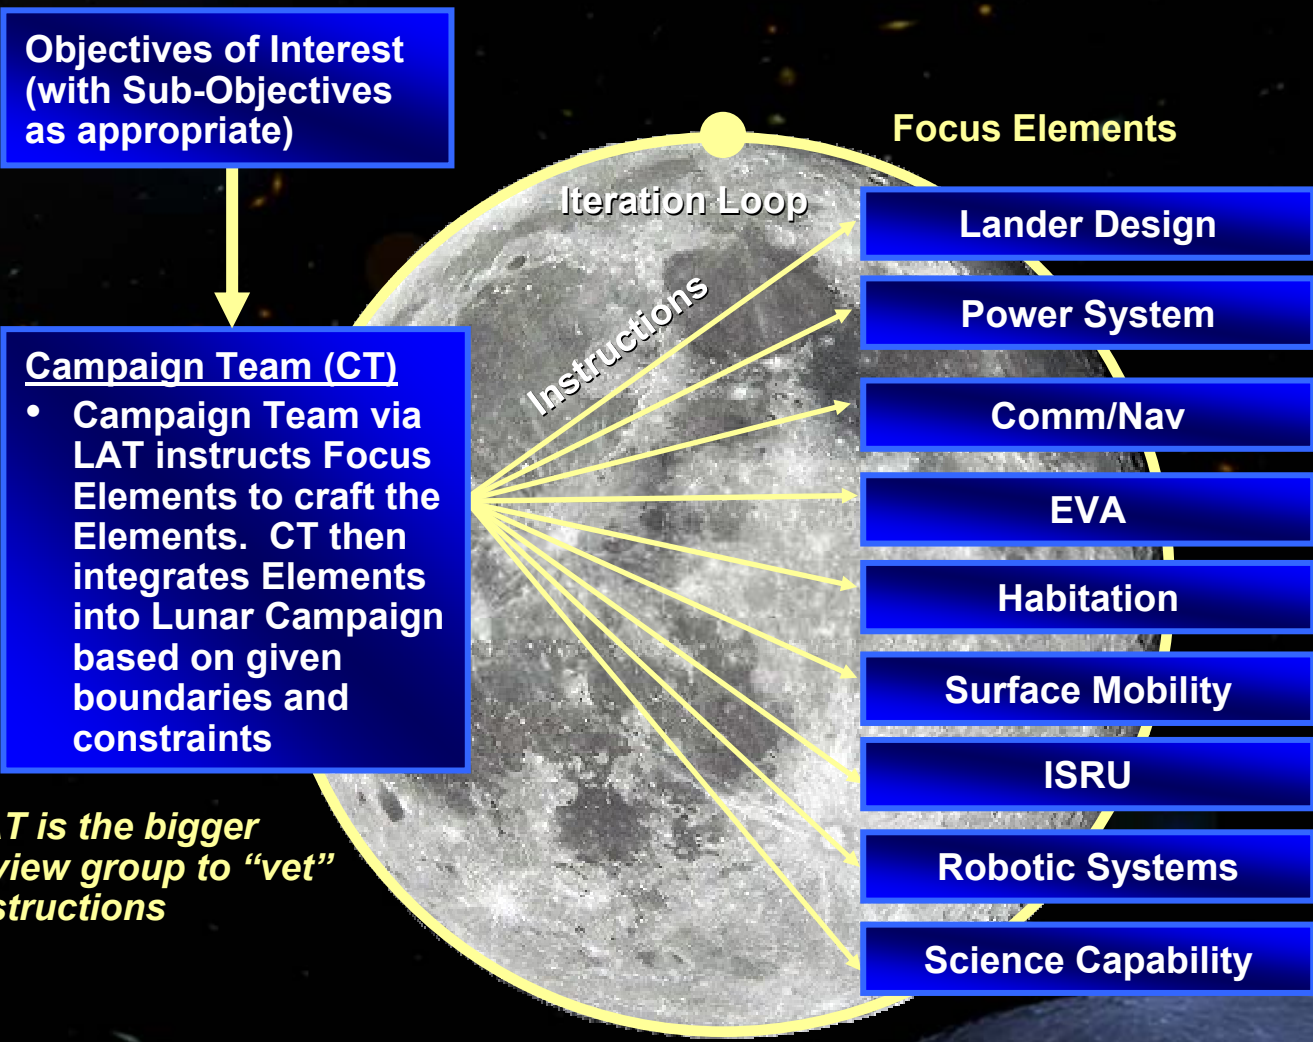 Objectives of Interest
(with Sub-Objectives
as appropriate)
Focus Elements
Iteration Loop
Instructions
Lander Design
Power System
Comm/Nav
EVA
Habitation
Surface Mobility
ISRU
Robotic Systems
Science Capability
Campaign Team (CT)
• Campaign Team via
LAT instructs Focus
Elements to craft the
Elements. CT then
integrates Elements
into Lunar Campaign
based on given
boundaries and
constraints
is the bigger
group to “vet”